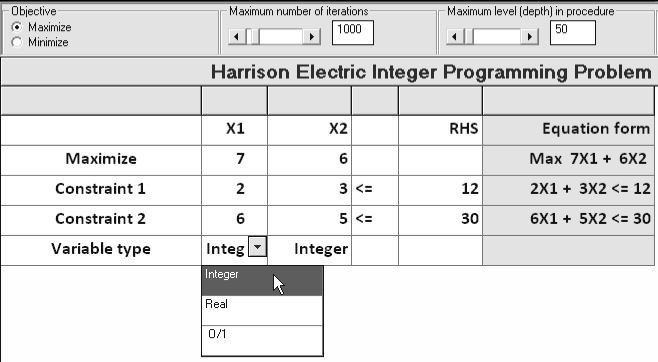 Objective
Maximize
Minimize
Maximum number of iterations
1000
Maximum level (depth) in procedure
50
Harrison Electric Integer Programming Problem
X1 X2 RHS Equation form
Maximize 7 6 Max 7X1 + 6X2
Constraint 1 2 3 <= 12 2X1 + 3X2 <= 12
Constraint 2 6 5 <= 30 6X1 + 5X2 <= 30
Variable type Integ Integer
Integer
Real
0/1